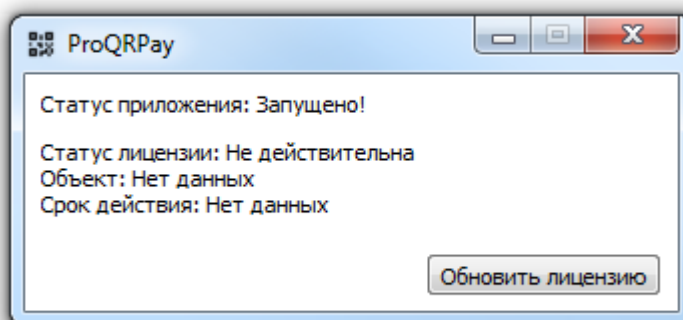 ProQRPay
Статус приложения: Запущено!
Статус лицензии: Не действительна
Объект: Нет данных
Срок действия: Нет данных
Обновить лицензию